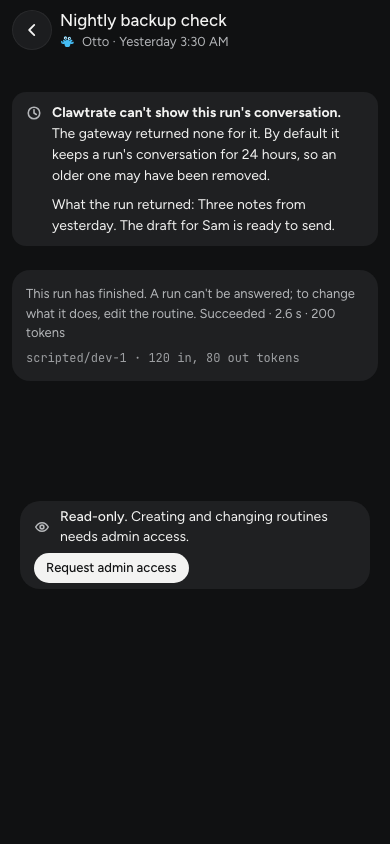 Nightly backup check
Otto · Yesterday 3:30 AM
Clawtrate can't show this run's conversation.
The gateway returned none for it. By default it
keeps a run's conversation for 24 hours, so an
older one may have been removed.
What the run returned: Three notes from
yesterday. The draft for Sam is ready to send.
This run has finished. A run can't be answered; to change
what it does, edit the routine. Succeeded · 2.6 s · 200
tokens
scripted/dev-1 · 120 in, 80 out tokens
Read-only. Creating and changing routines
needs admin access.
Request admin access